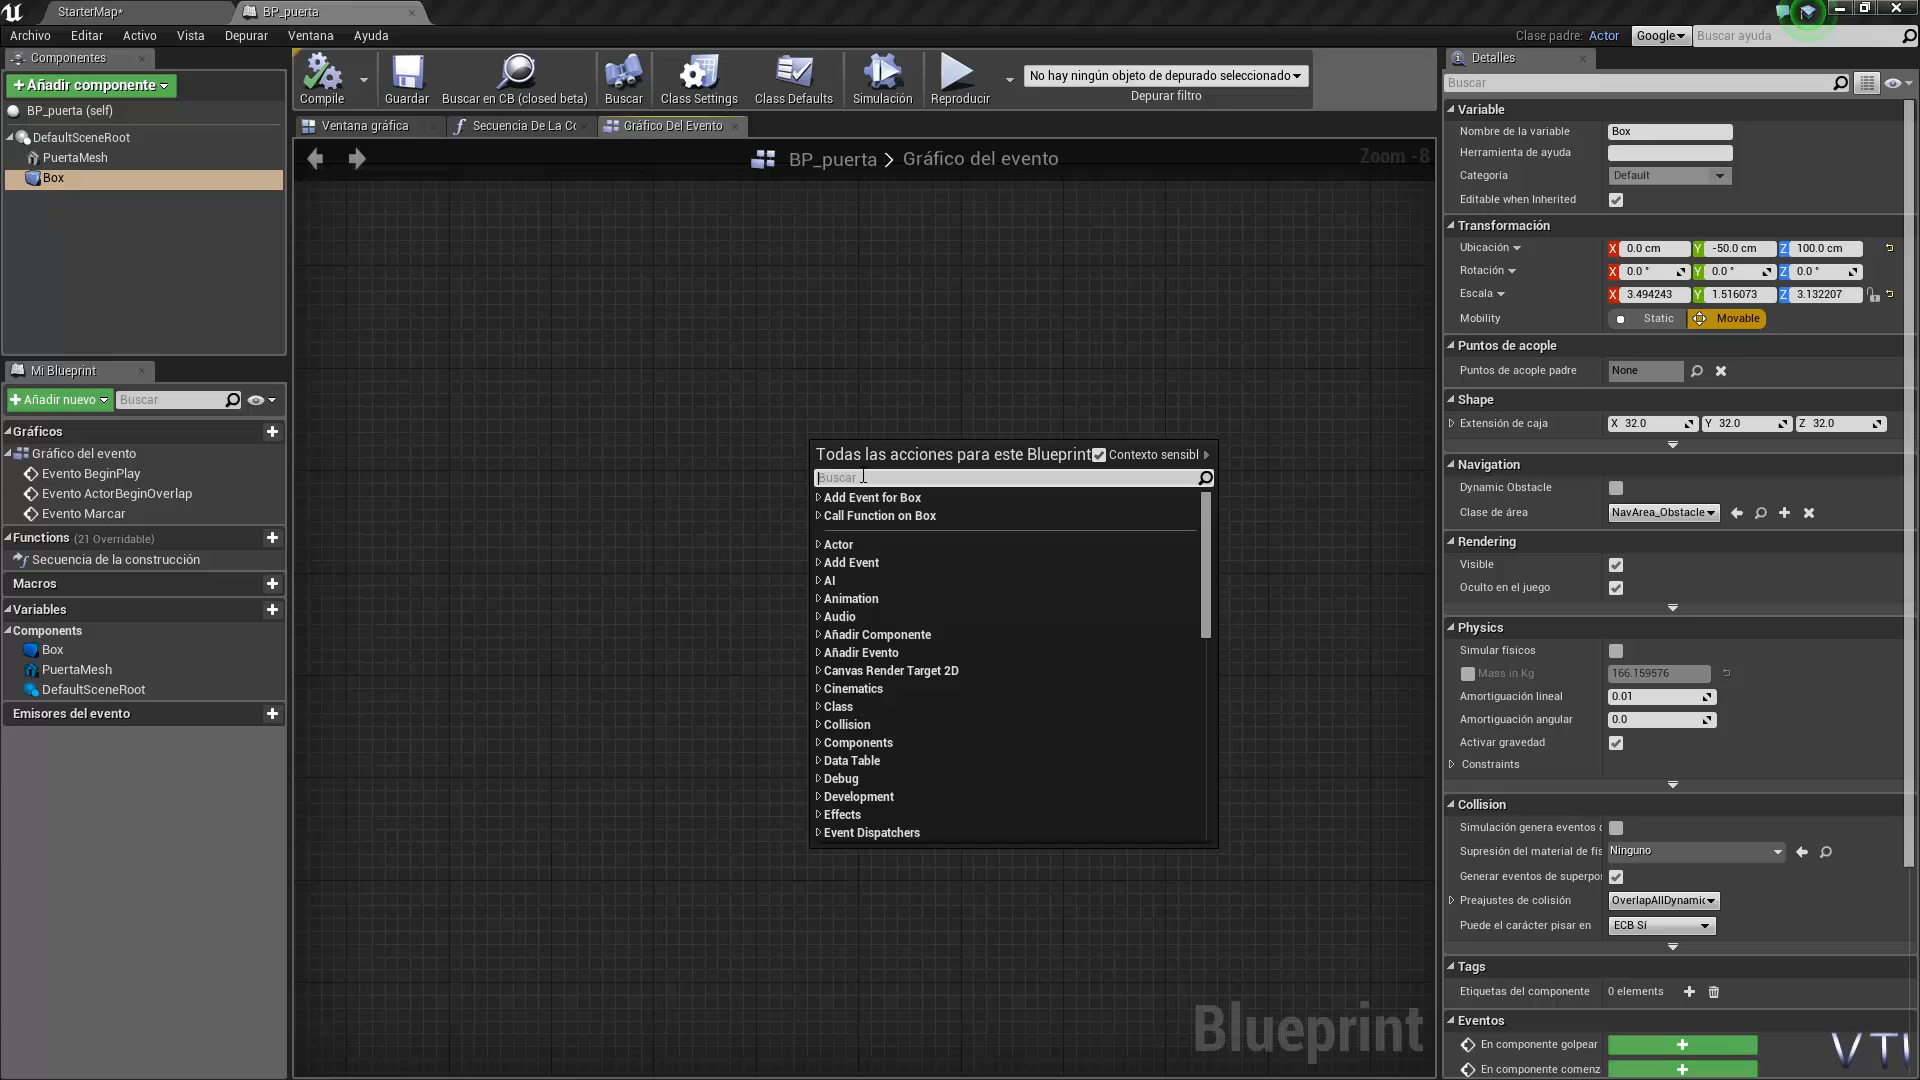 StarterMap*
BP_puerta
Archivo Editar Activo Vista Depurar Ventana Ayuda
Clase padre: Actor Google Buscar ayuda
Componentes
+ Añadir componente
BP_puerta (self)
DefaultSceneRoot
PuertaMesh
Box
Compile Guardar Buscar en CB (closed beta) Buscar Class Settings Class Defaults Simulación Reproducir
No hay ningún objeto de depurado seleccionado
Depurar filtro
Ventana gráfica
Secuencia De La Co
Gráfico Del Evento
BP_puerta > Gráfico del evento
Zoom -8
Mi Blueprint
+ Añadir nuevo Buscar
Gráficos
Gráfico del evento
Evento BeginPlay
Evento ActorBeginOverlap
Evento Marcar
Functions (21 Overridable)
Secuencia de la construcción
Macros
Variables
Components
Box
PuertaMesh
DefaultSceneRoot
Emisores del evento
Todas las acciones para este Blueprint Contexto sensibl
Buscar
Add Event for Box
Call Function on Box
Actor
Add Event
AI
Animation
Audio
Añadir Componente
Añadir Evento
Canvas Render Target 2D
Cinematics
Class
Collision
Components
Data Table
Debug
Development
Effects
Event Dispatchers
Blueprint
Detalles
Buscar
Variable
Nombre de la variable Box
Herramienta de ayuda
Categoría Default
Editable when Inherited
Transformación
Ubicación X 0.0 cm Y -50.0 cm Z 100.0 cm
Rotación X 0.0 ° Y 0.0 ° Z 0.0 °
Escala X 3.494243 Y 1.516073 Z 3.132207
Mobility Static Movable
Puntos de acople
Puntos de acople padre None
Shape
Extensión de caja X 32.0 Y 32.0 Z 32.0
Navigation
Dynamic Obstacle
Clase de área NavArea_Obstacle
Rendering
Visible
Oculto en el juego
Physics
Simular físicos
Mass in Kg 166.159576
Amortiguación lineal 0.01
Amortiguación angular 0.0
Activar gravedad
Constraints
Collision
Simulación genera eventos
Supresión del material de fís Ninguno
Generar eventos de superpos
Preajustes de colisión OverlapAllDynamic
Puede el carácter pisar en ECB Sí
Tags
Etiquetas del componente 0 elements
Eventos
En componente golpear
En componente comenz
VTI